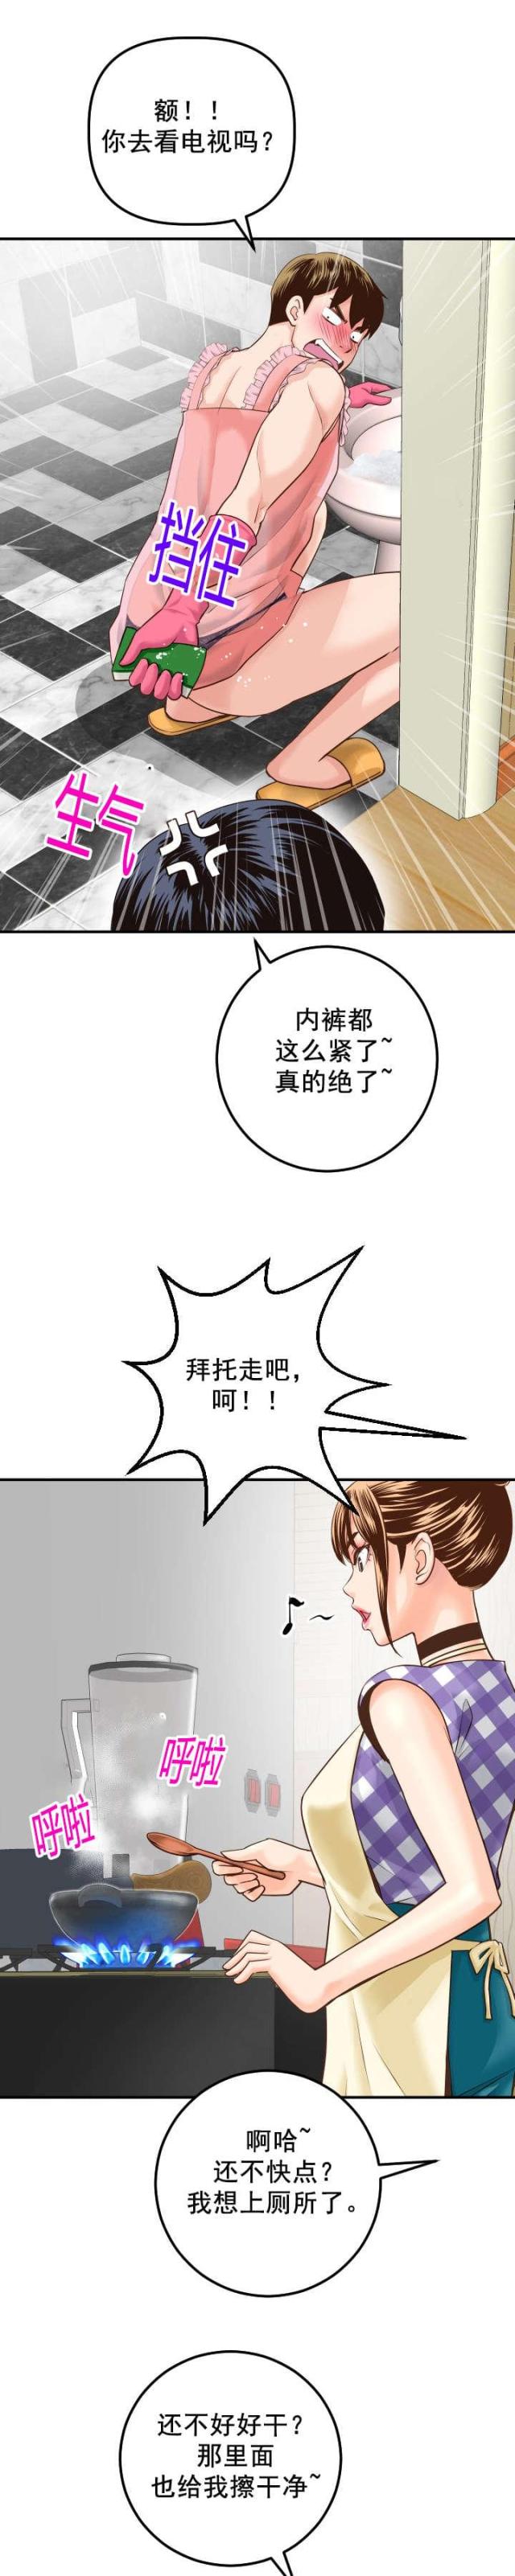 额！！
你去看电视吗？
挡住
生气
内裤都
这么紧了~
真的绝了~
拜托走吧，
呵！！
呼啦
呼啦
啊哈~
还不快点？
我想上厕所了。
还不好好干？
那里面
也给我擦干净~